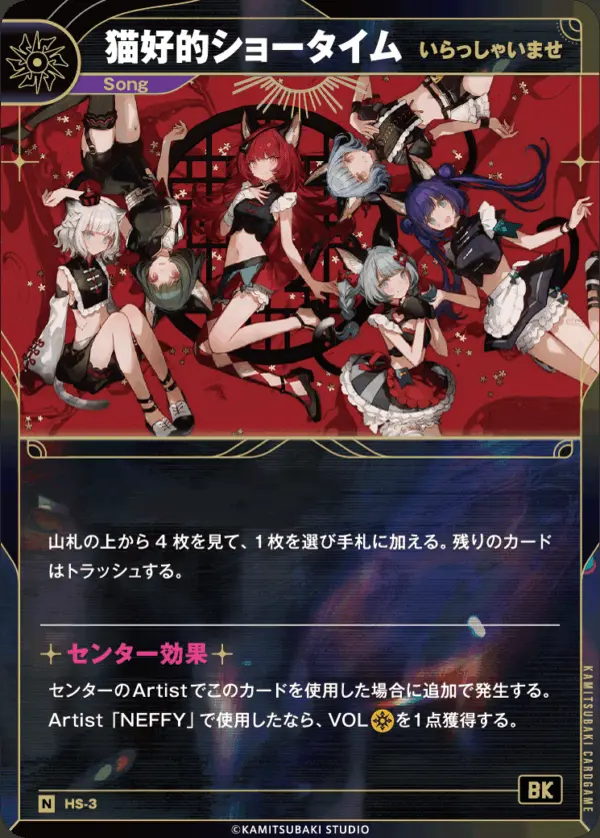 猫好的ショータイム いらっしゃいませ
Song
山札の上から4枚を見て、1枚を選び手札に加える。残りのカード
はトラッシュする。
センター効果
センターのArtistでこのカードを使用した場合に追加で発生する。
Artist「NEFFY」で使用したなら、VOLを1点獲得する。
KAMITSUBAKI CARDGAME
BK
N HS-3
©KAMITSUBAKI STUDIO